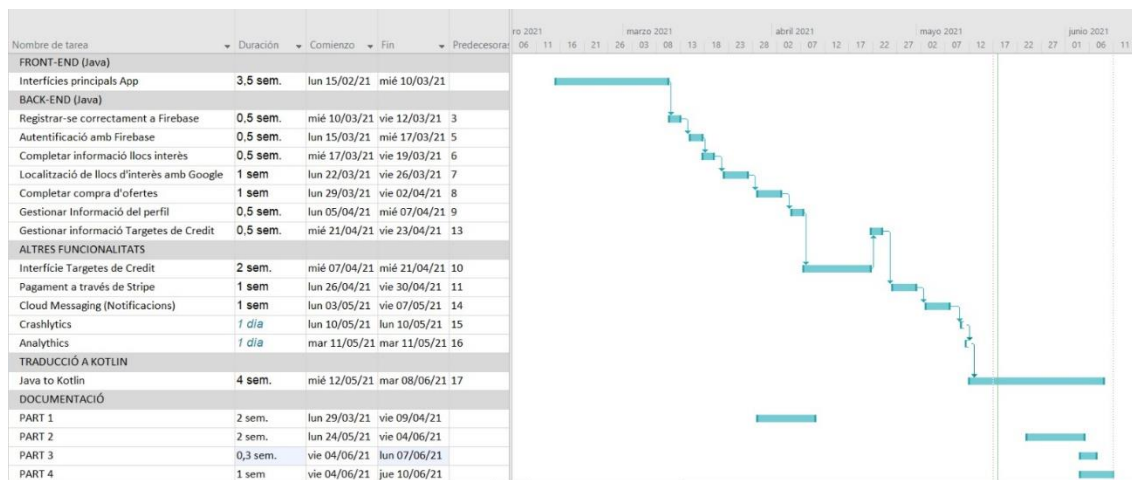 ro 2021 marzo 2021 abril 2021 mayo 2021 junio 2021
Nombre de tarea Duración Comienzo Fin Predecesoras 06 11 16 21 26 03 08 13 18 23 28 02 07 12 17 22 27 02 07 12 17 22 27 01 06 11
FRONT-END (Java)
Interfícies principals App 3,5 sem. lun 15/02/21 mié 10/03/21
BACK-END (Java)
Registrar-se correctament a Firebase 0,5 sem. mié 10/03/21 vie 12/03/21 3
Autentificació amb Firebase 0,5 sem. lun 15/03/21 mié 17/03/21 5
Completar informació llocs interès 0,5 sem. mié 17/03/21 vie 19/03/21 6
Localització de llocs d'interès amb Google 1 sem lun 22/03/21 vie 26/03/21 7
Completar compra d'ofertes 1 sem lun 29/03/21 vie 02/04/21 8
Gestionar Informació del perfil 0,5 sem. lun 05/04/21 mié 07/04/21 9
Gestionar informació Targetes de Credit 0,5 sem. mié 21/04/21 vie 23/04/21 13
ALTRES FUNCIONALITATS
Interfície Targetes de Credit 2 sem. mié 07/04/21 mié 21/04/21 10
Pagament a través de Stripe 1 sem lun 26/04/21 vie 30/04/21 11
Cloud Messaging (Notificacions) 1 sem lun 03/05/21 vie 07/05/21 14
Crashlytics 1 dia lun 10/05/21 lun 10/05/21 15
Analythics 1 dia mar 11/05/21 mar 11/05/21 16
TRADUCCIÓ A KOTLIN
Java to Kotlin 4 sem. mié 12/05/21 mar 08/06/21 17
DOCUMENTACIÓ
PART 1 2 sem. lun 29/03/21 vie 09/04/21
PART 2 2 sem. lun 24/05/21 vie 04/06/21
PART 3 0,3 sem. vie 04/06/21 lun 07/06/21
PART 4 1 sem vie 04/06/21 jue 10/06/21